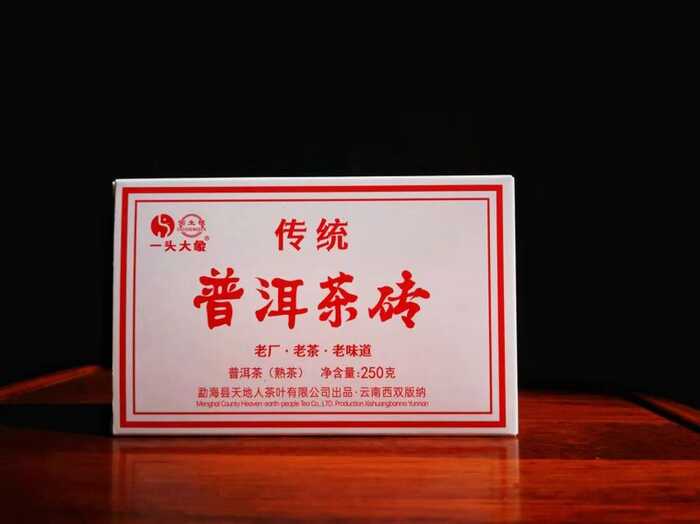 一头大象®
传统
普洱茶砖
老厂·老茶·老味道
普洱茶（熟茶） 净含量:250克
勐海县天地人茶叶有限公司出品·云南西双版纳
Menghai County Heaven-earth-people Tea Co.,LTD. Production Xishuangbanna Yunnan